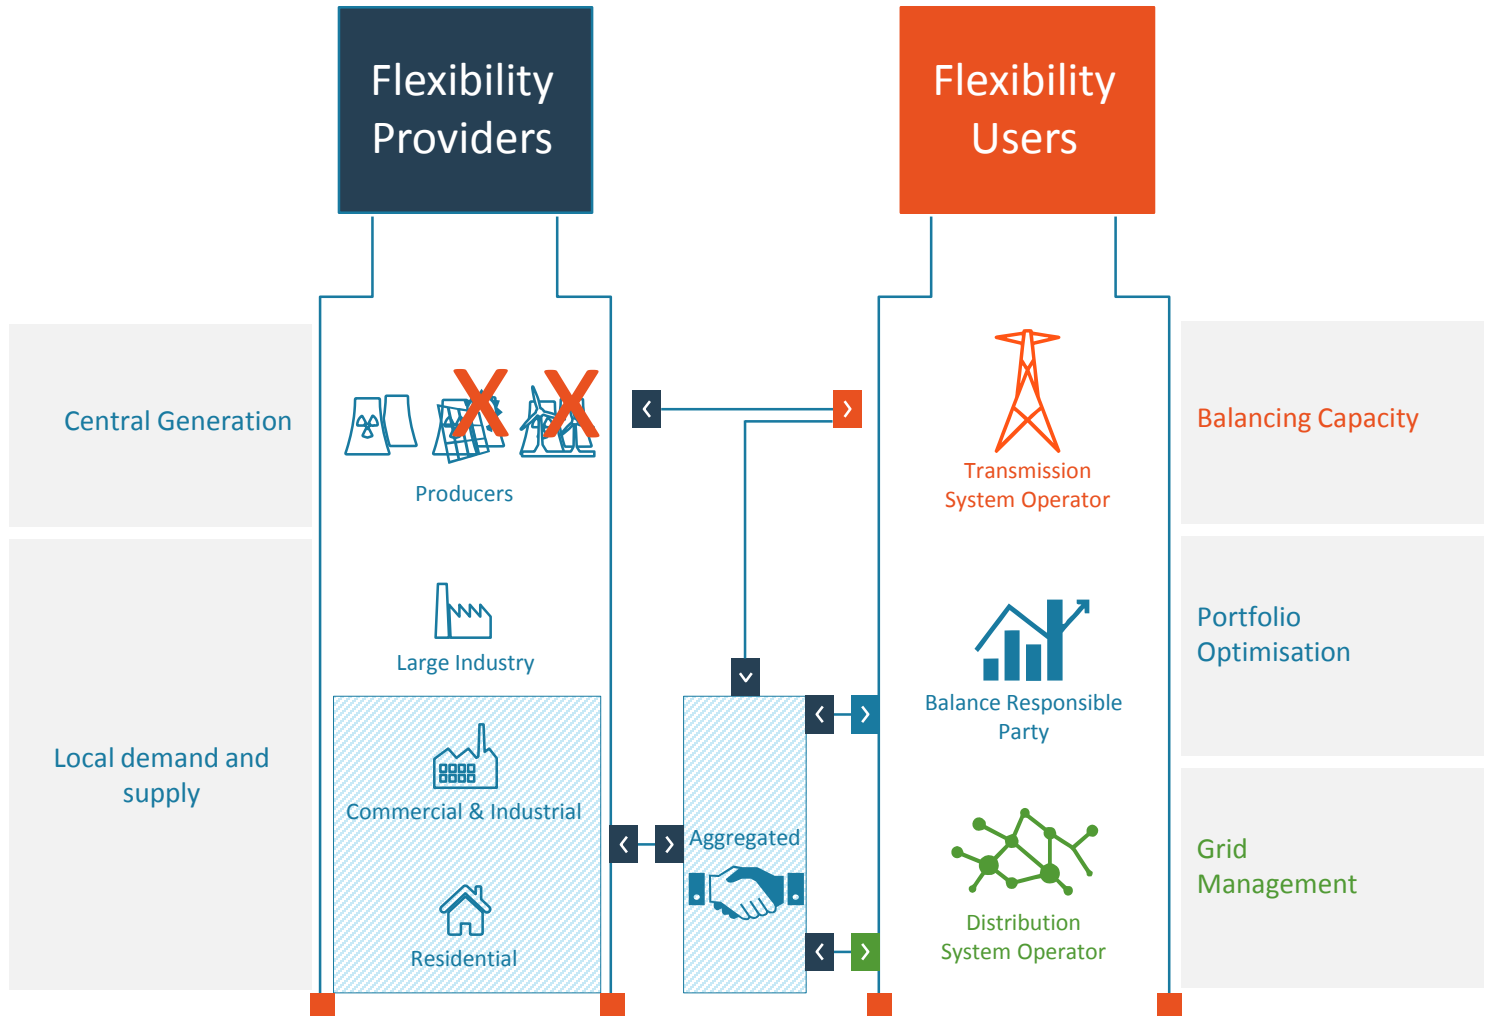 Flexibility
Providers
Flexibility
Users
Central Generation
Producers
Transmission
System Operator
Balancing Capacity
Large Industry
Local demand and
supply
Commercial & Industrial
Residential
Aggregated
Balance Responsible
Party
Portfolio
Optimisation
Distribution
System Operator
Grid
Management